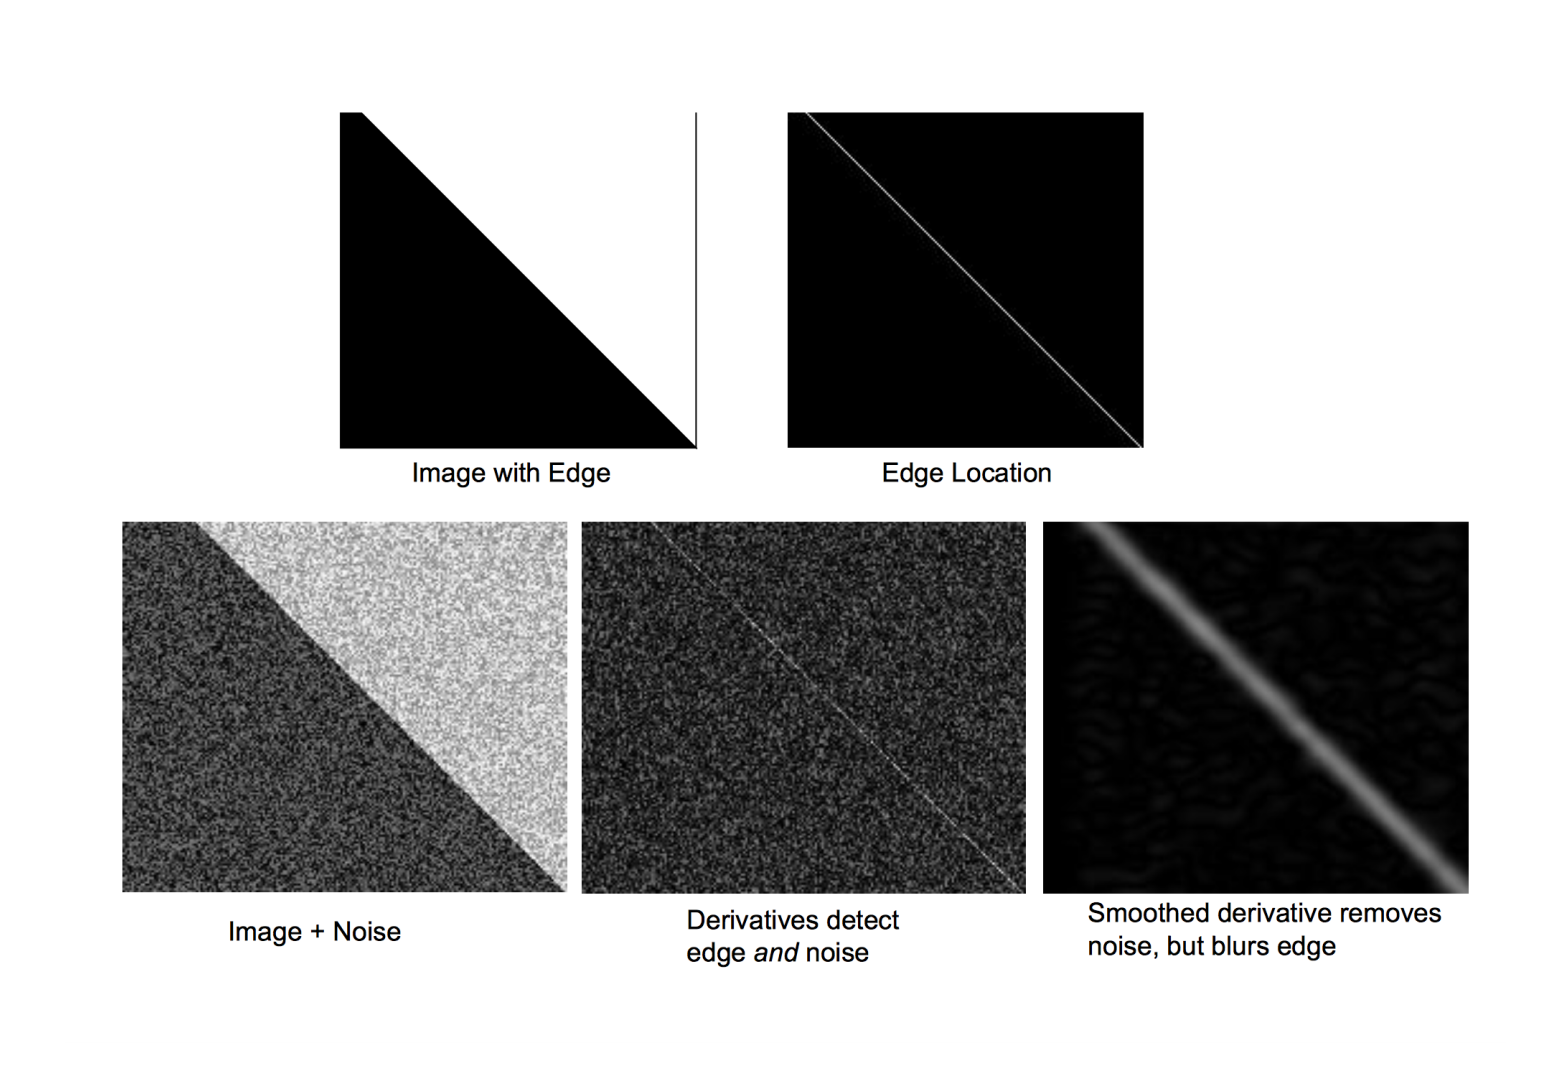 Image with Edge
Edge Location
Image + Noise
Derivatives detect
edge and noise
Smoothed derivative removes
noise, but blurs edge